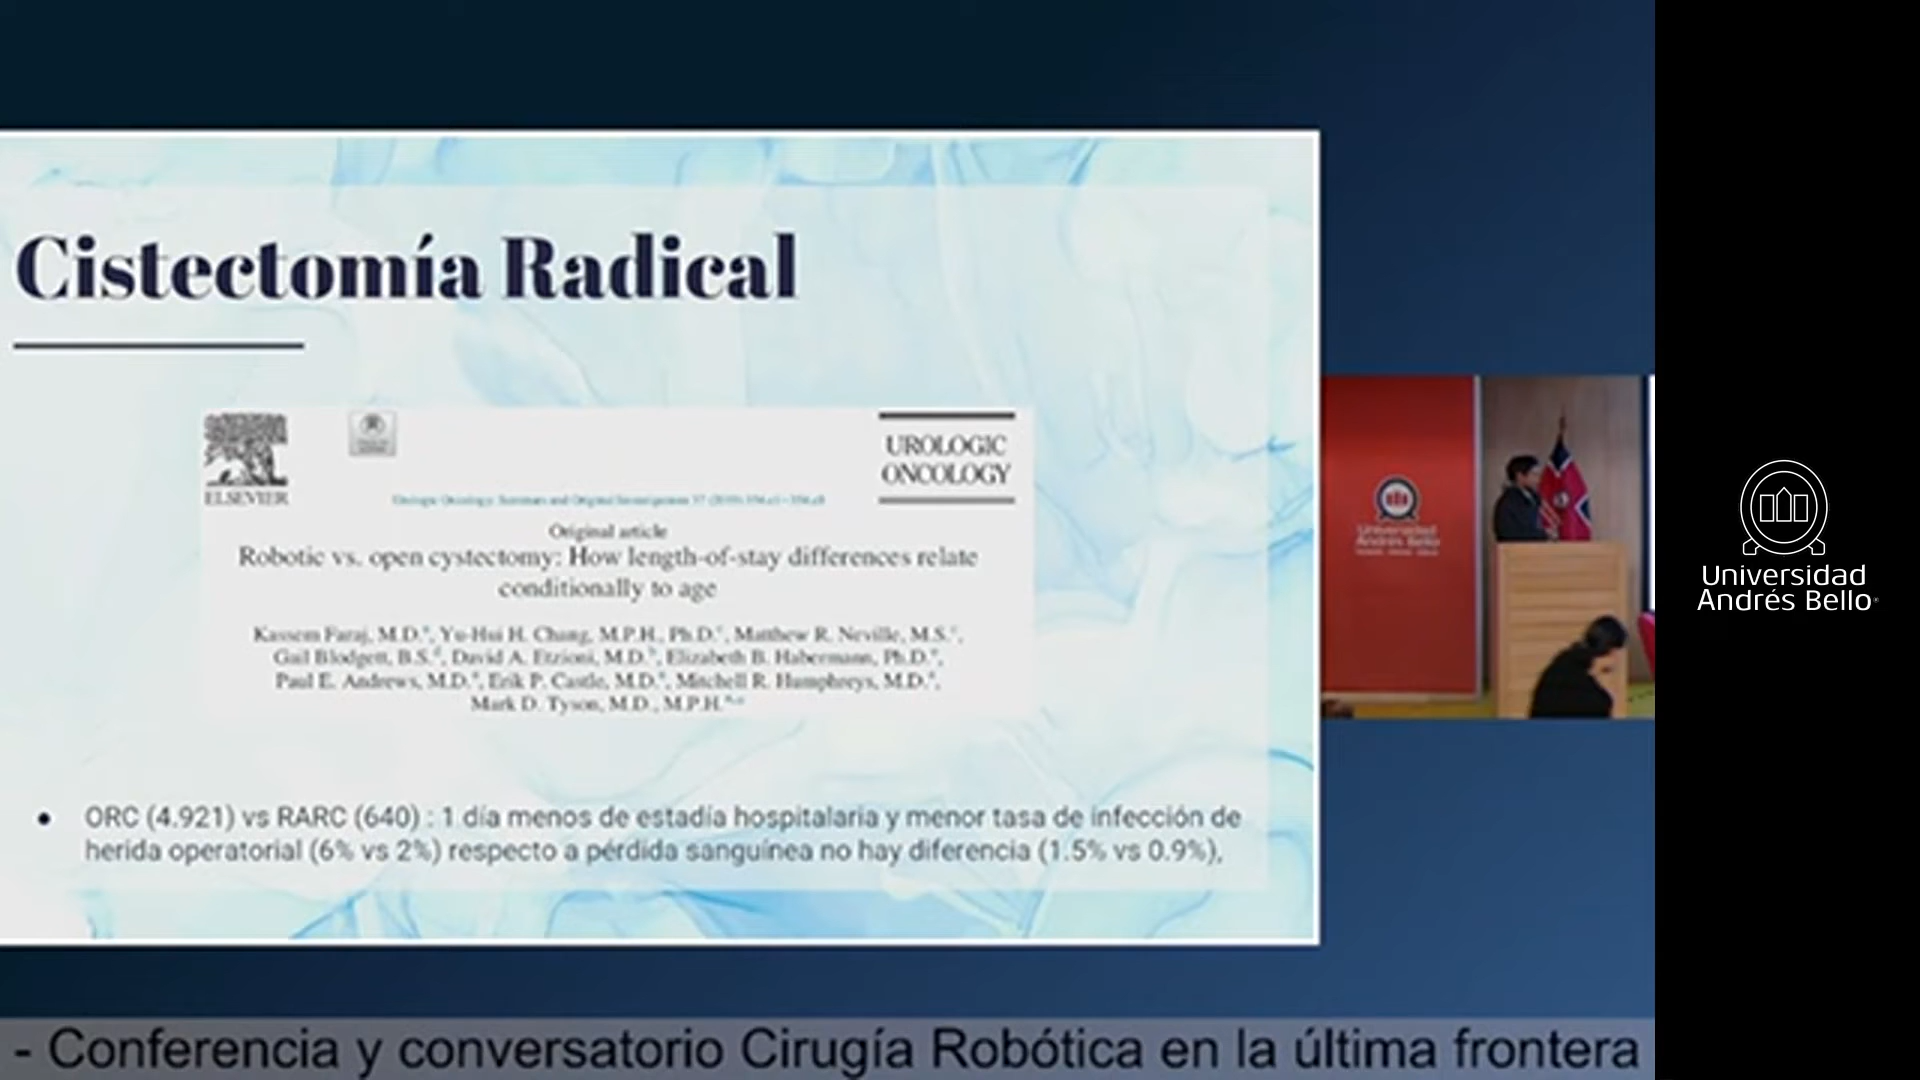 Cistectomía Radical
ELSEVIER
UROLOGIC
ONCOLOGY
Original article
Robotic vs. open cystectomy: How length-of-stay differences relate
conditionally to age
Kassem Faraj, M.D., Yu-Hui H. Chang, M.P.H., Ph.D., Matthew R. Neville, M.S.,
Gail Blodgett, B.S., David A. Etzioni, M.D., Elizabeth B. Habermann, Ph.D.,
Paul E. Andrews, M.D., Erik P. Castle, M.D., Mitchell R. Humphreys, M.D.,
Mark D. Tyson, M.D., M.P.H.
• ORC (4.921) vs RARC (640) : 1 día menos de estadía hospitalaria y menor tasa de infección de
herida operatorial (6% vs 2%) respecto a pérdida sanguínea no hay diferencia (1.5% vs 0.9%),
Universidad
Andrés Bello
Universidad
Andrés Bello
- Conferencia y conversatorio Cirugía Robótica en la última frontera